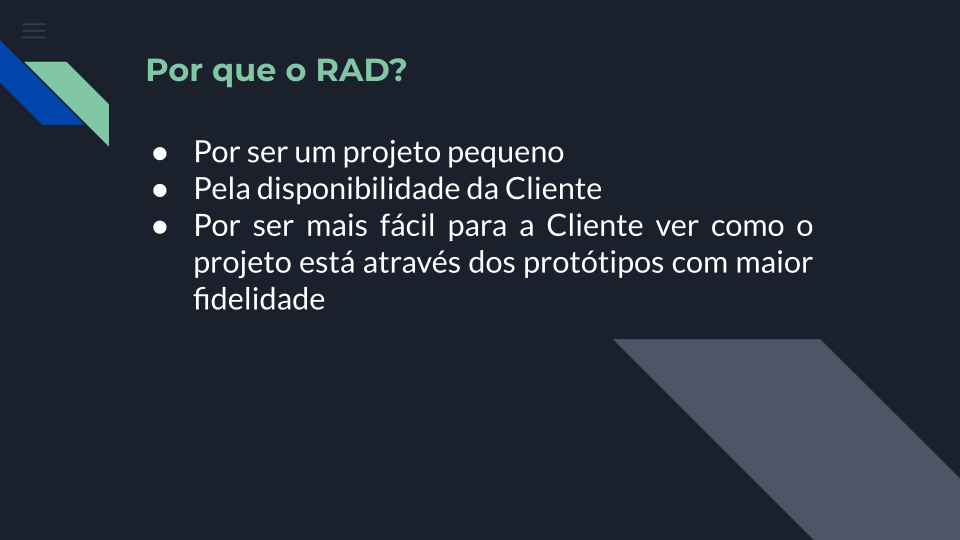 Por que o RAD?
● Por ser um projeto pequeno
● Pela disponibilidade da Cliente
● Por ser mais fácil para a Cliente ver como o
projeto está através dos protótipos com maior
fidelidade